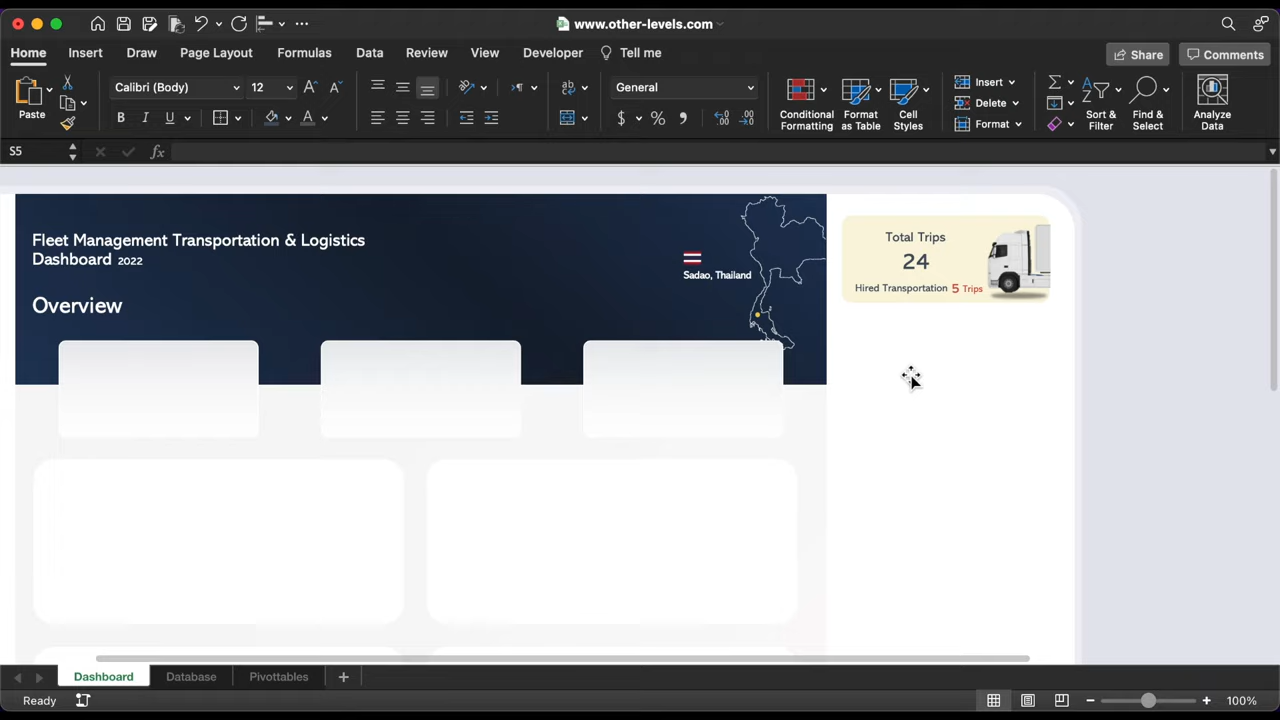 www.other-levels.com
Home Insert Draw Page Layout Formulas Data Review View Developer Tell me Share Comments
Paste
Calibri (Body) 12
B I U
General
Conditional Formatting
Format as Table
Cell Styles
Insert
Delete
Format
Sort & Filter
Find & Select
Analyze Data
S5 fx
Fleet Management Transportation & Logistics
Dashboard 2022
Overview
Sadao, Thailand
Total Trips
24
Hired Transportation 5 Trips
Dashboard Database Pivottables
Ready 100%